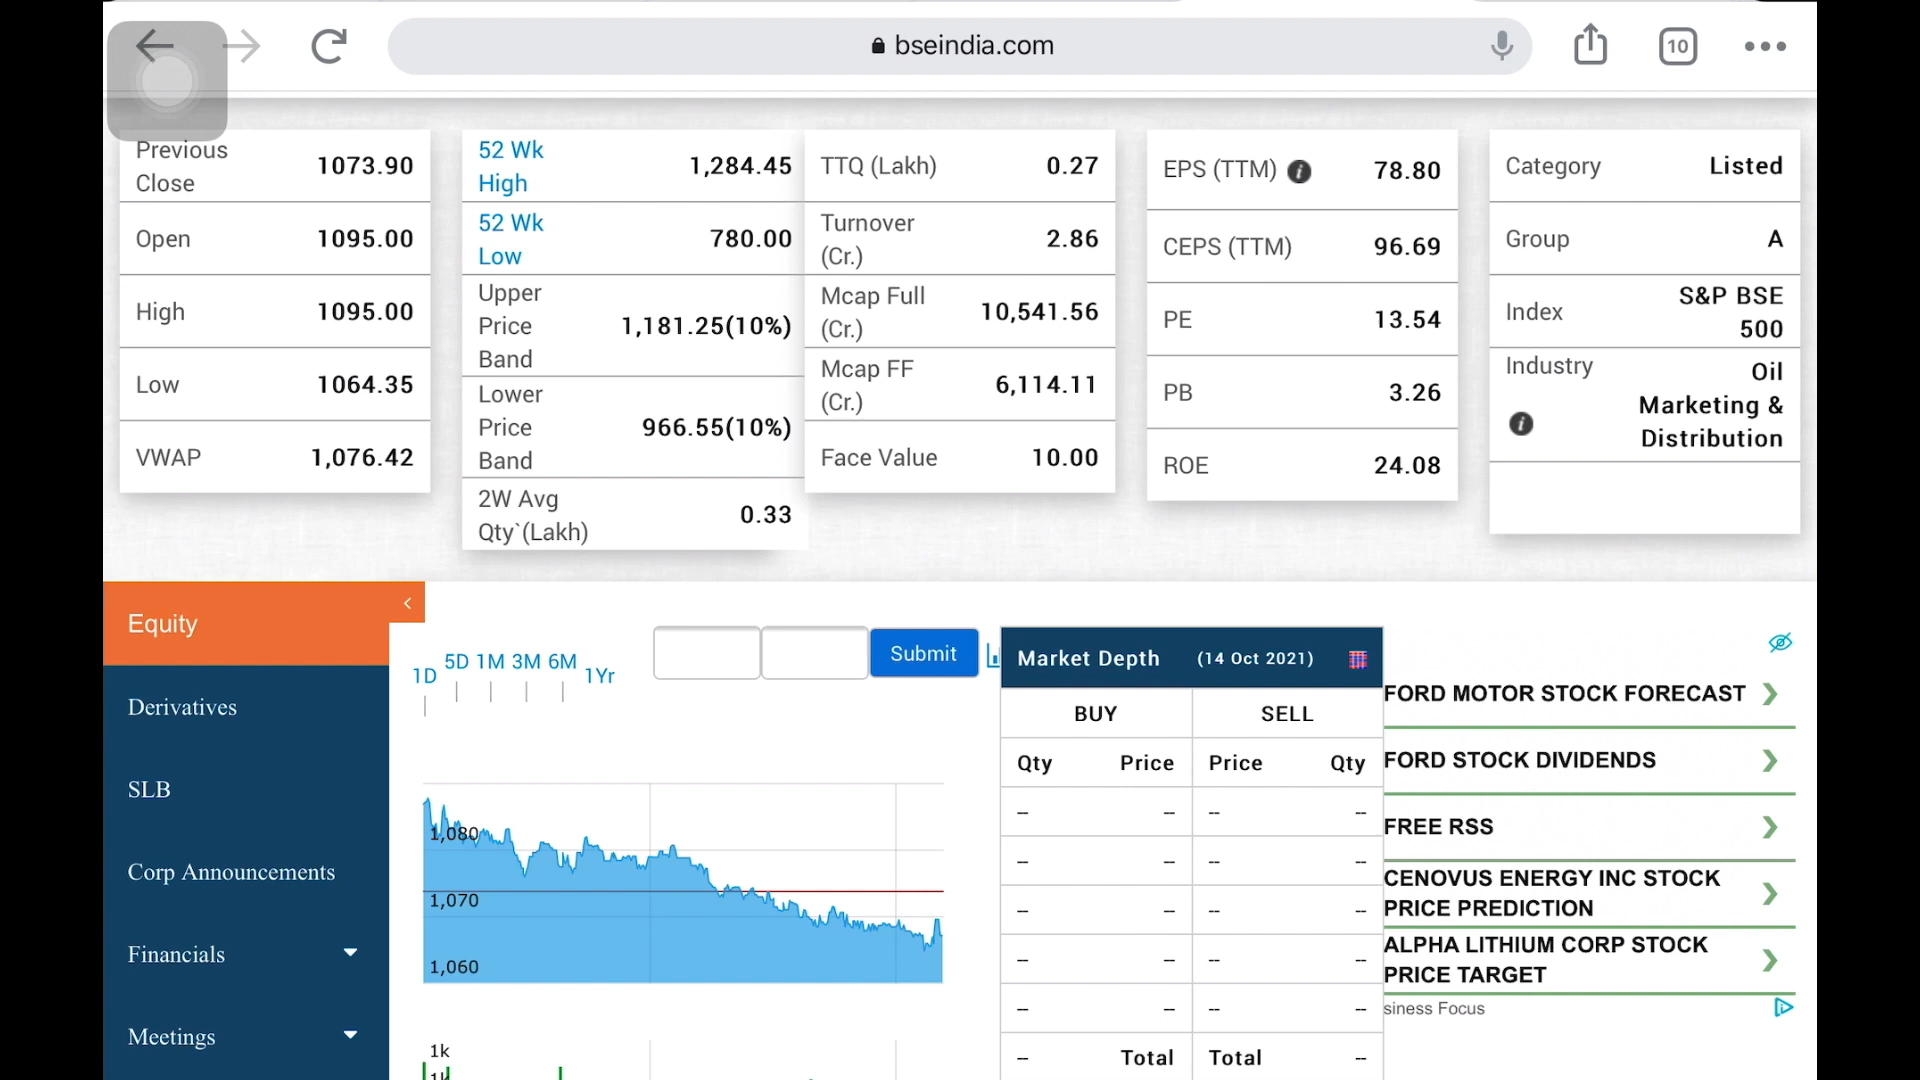 bseindia.com
10
Previous
Close
1073.90
Open
1095.00
High
1095.00
Low
1064.35
VWAP
1,076.42
52 Wk
High
1,284.45
52 Wk
Low
780.00
Upper
Price
Band
1,181.25(10%)
Lower
Price
Band
966.55(10%)
2W Avg
Qty`(Lakh)
0.33
TTQ (Lakh)
0.27
Turnover
(Cr.)
2.86
Mcap Full
(Cr.)
10,541.56
Mcap FF
(Cr.)
6,114.11
Face Value
10.00
EPS (TTM)
78.80
CEPS (TTM)
96.69
PE
13.54
PB
3.26
ROE
24.08
Category
Listed
Group
A
Index
S&P BSE
500
Industry
Oil
Marketing &
Distribution
Equity
Derivatives
SLB
Corp Announcements
Financials
Meetings
1D
5D
1M
3M
6M
1Yr
Submit
1,080
1,070
1,060
1k
Market Depth (14 Oct 2021)
BUY
SELL
Qty
Price
Price
Qty
-- -- -- --
-- -- -- --
-- -- -- --
-- -- -- --
-- -- -- --
-- Total Total --
FORD MOTOR STOCK FORECAST
FORD STOCK DIVIDENDS
FREE RSS
CENOVUS ENERGY INC STOCK
PRICE PREDICTION
ALPHA LITHIUM CORP STOCK
PRICE TARGET
siness Focus